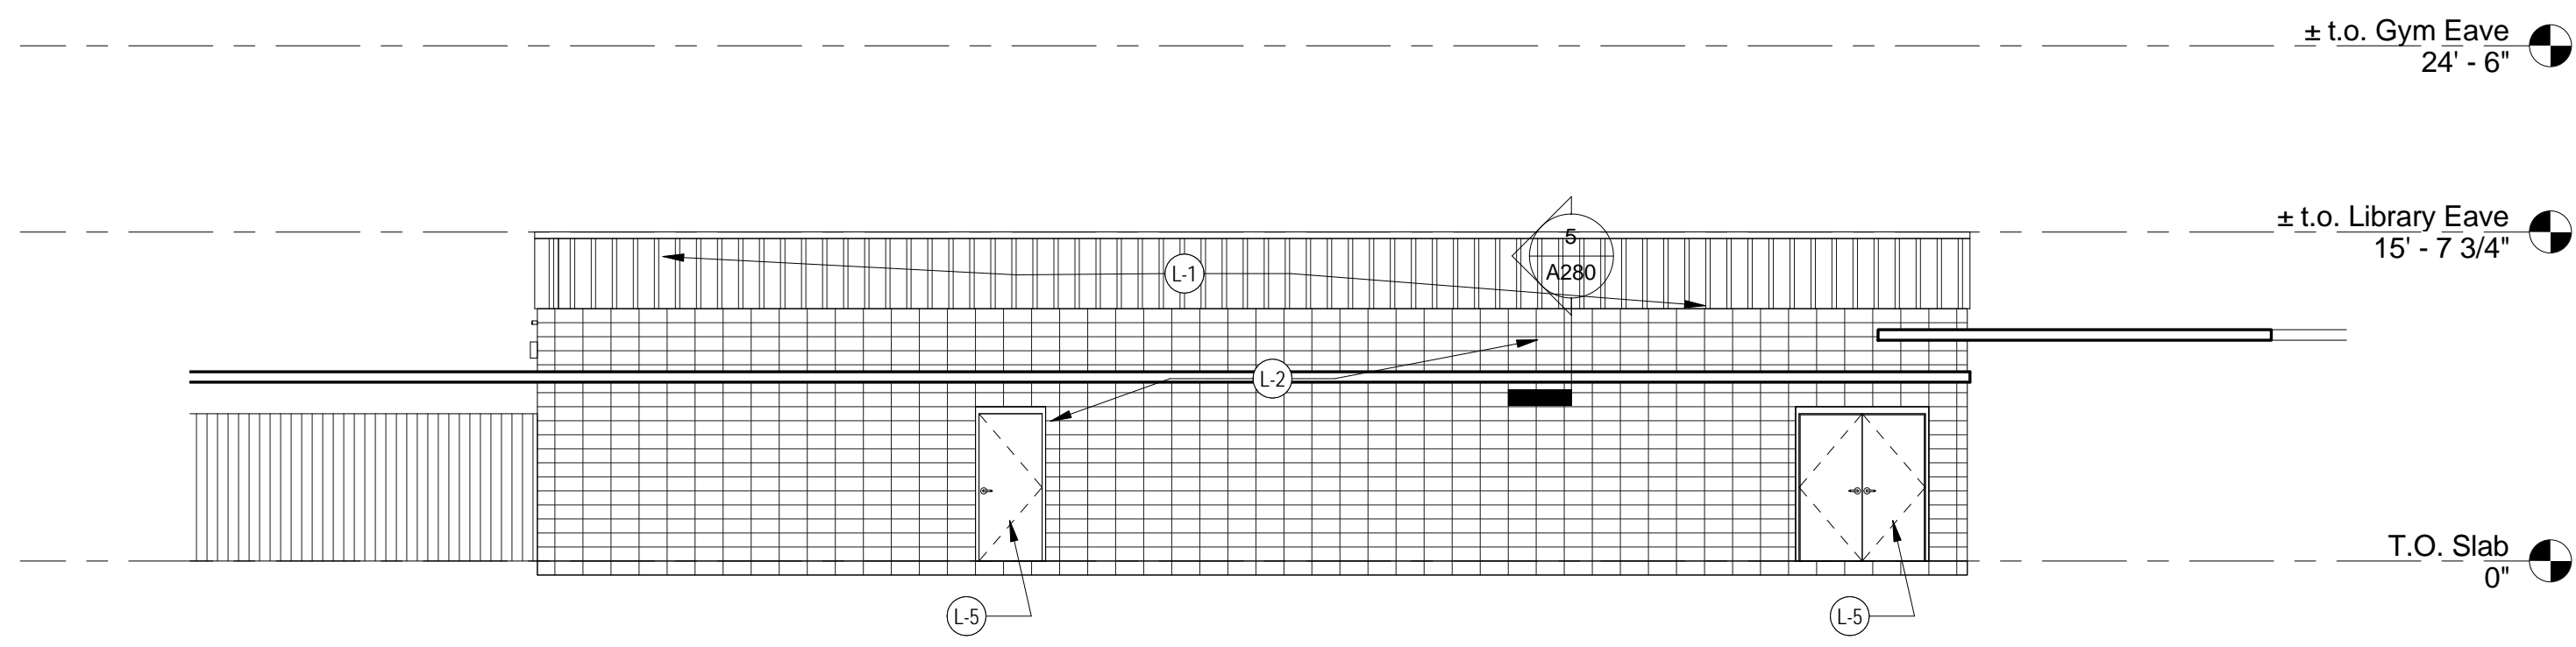 ± t.o. Gym Eave
24' - 6"
± t.o. Library Eave
15' - 7 3/4"
5
A280
L-1
L-2
T.O. Slab
0"
L-5
L-5